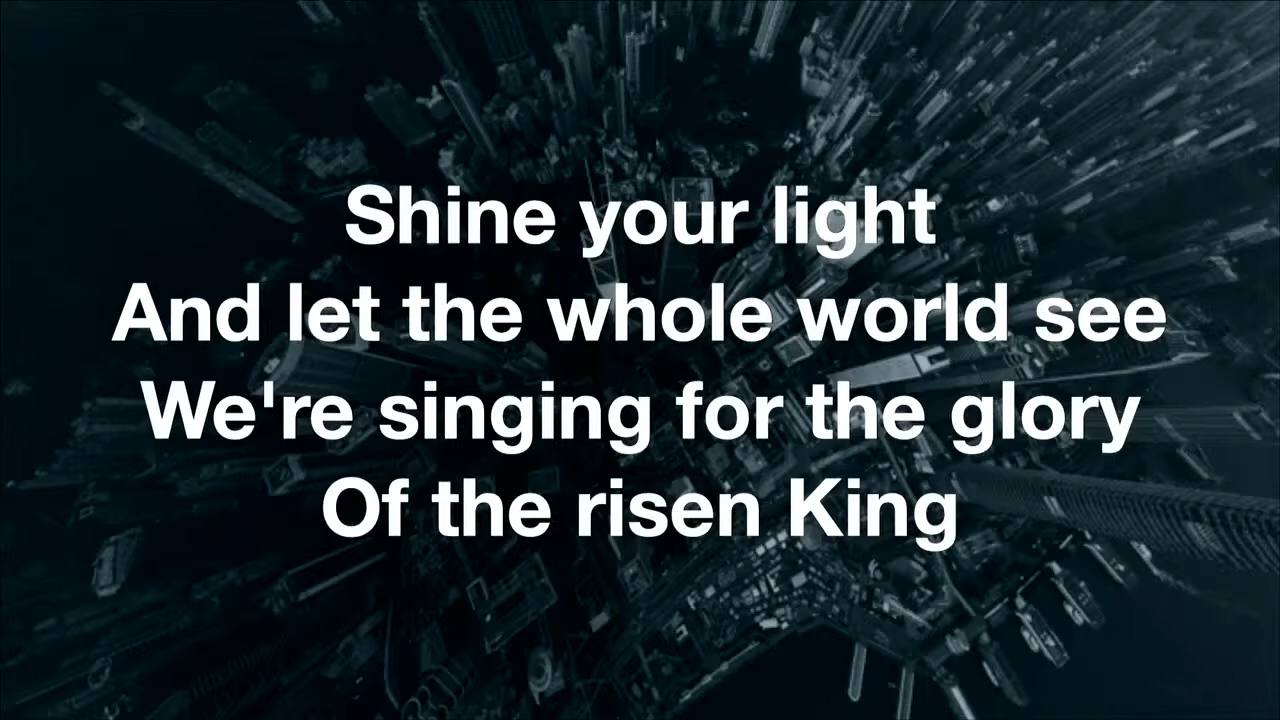 Shine your light
And let the whole world see
We're singing for the glory
Of the risen King